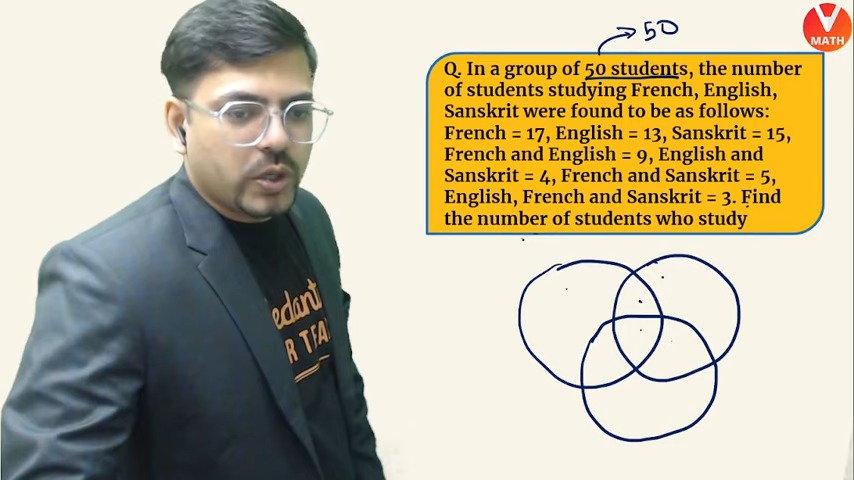 50
V
MATH
Q. In a group of 50 students, the number
of students studying French, English,
Sanskrit were found to be as follows:
French = 17, English = 13, Sanskrit = 15,
French and English = 9, English and
Sanskrit = 4, French and Sanskrit = 5,
English, French and Sanskrit = 3. Find
the number of students who study